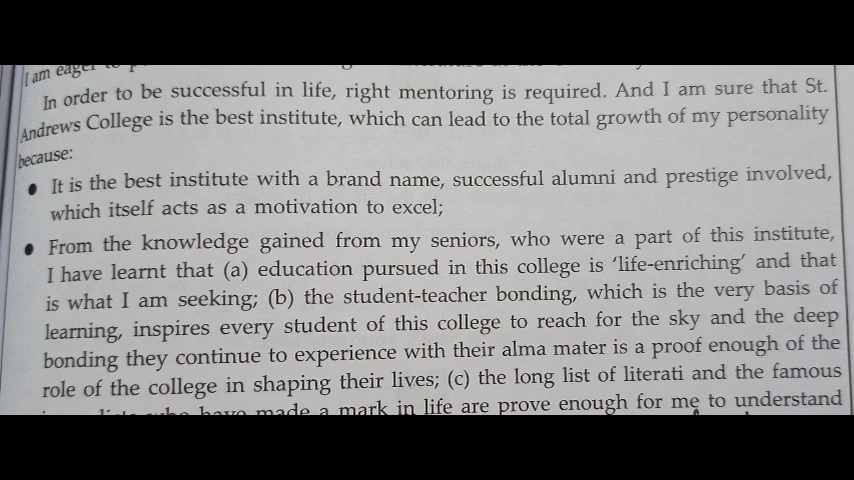 I am eager to
In order to be successful in life, right mentoring is required. And I am sure that St.
Andrews College is the best institute, which can lead to the total growth of my personality
because:
● It is the best institute with a brand name, successful alumni and prestige involved,
which itself acts as a motivation to excel;
● From the knowledge gained from my seniors, who were a part of this institute,
I have learnt that (a) education pursued in this college is ‘life-enriching’ and that
is what I am seeking; (b) the student-teacher bonding, which is the very basis of
learning, inspires every student of this college to reach for the sky and the deep
bonding they continue to experience with their alma mater is a proof enough of the
role of the college in shaping their lives; (c) the long list of literati and the famous
who have made a mark in life are prove enough for me to understand